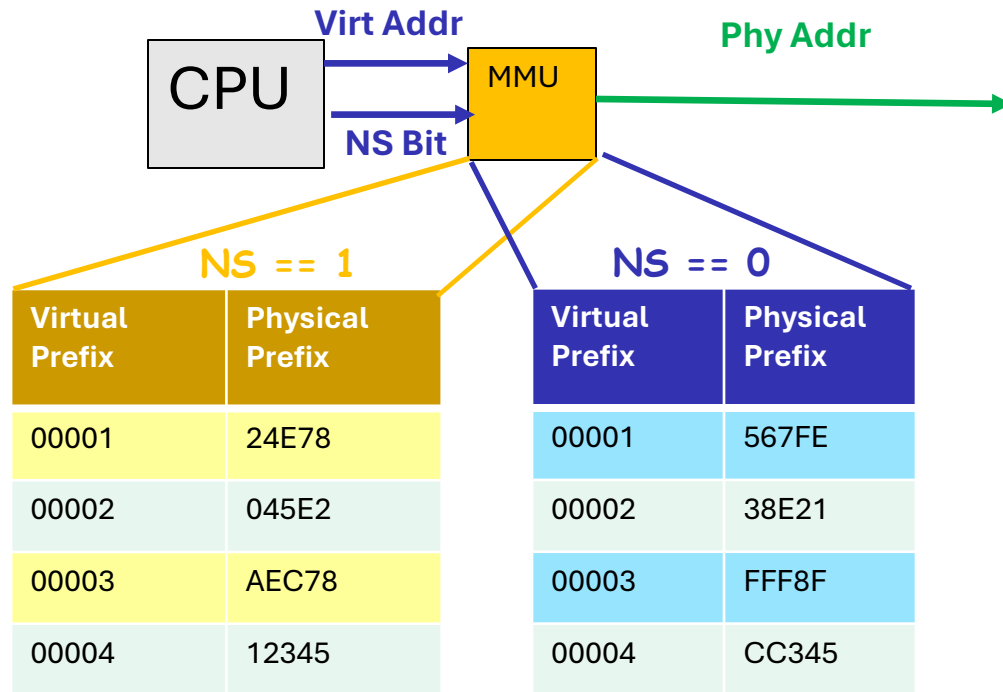 Virt Addr
Phy Addr
CPU
MMU
NS Bit
NS == 1
NS == 0
Virtual Prefix Physical Prefix
00001 24E78
00002 045E2
00003 AEC78
00004 12345
Virtual Prefix Physical Prefix
00001 567FE
00002 38E21
00003 FFF8F
00004 CC345